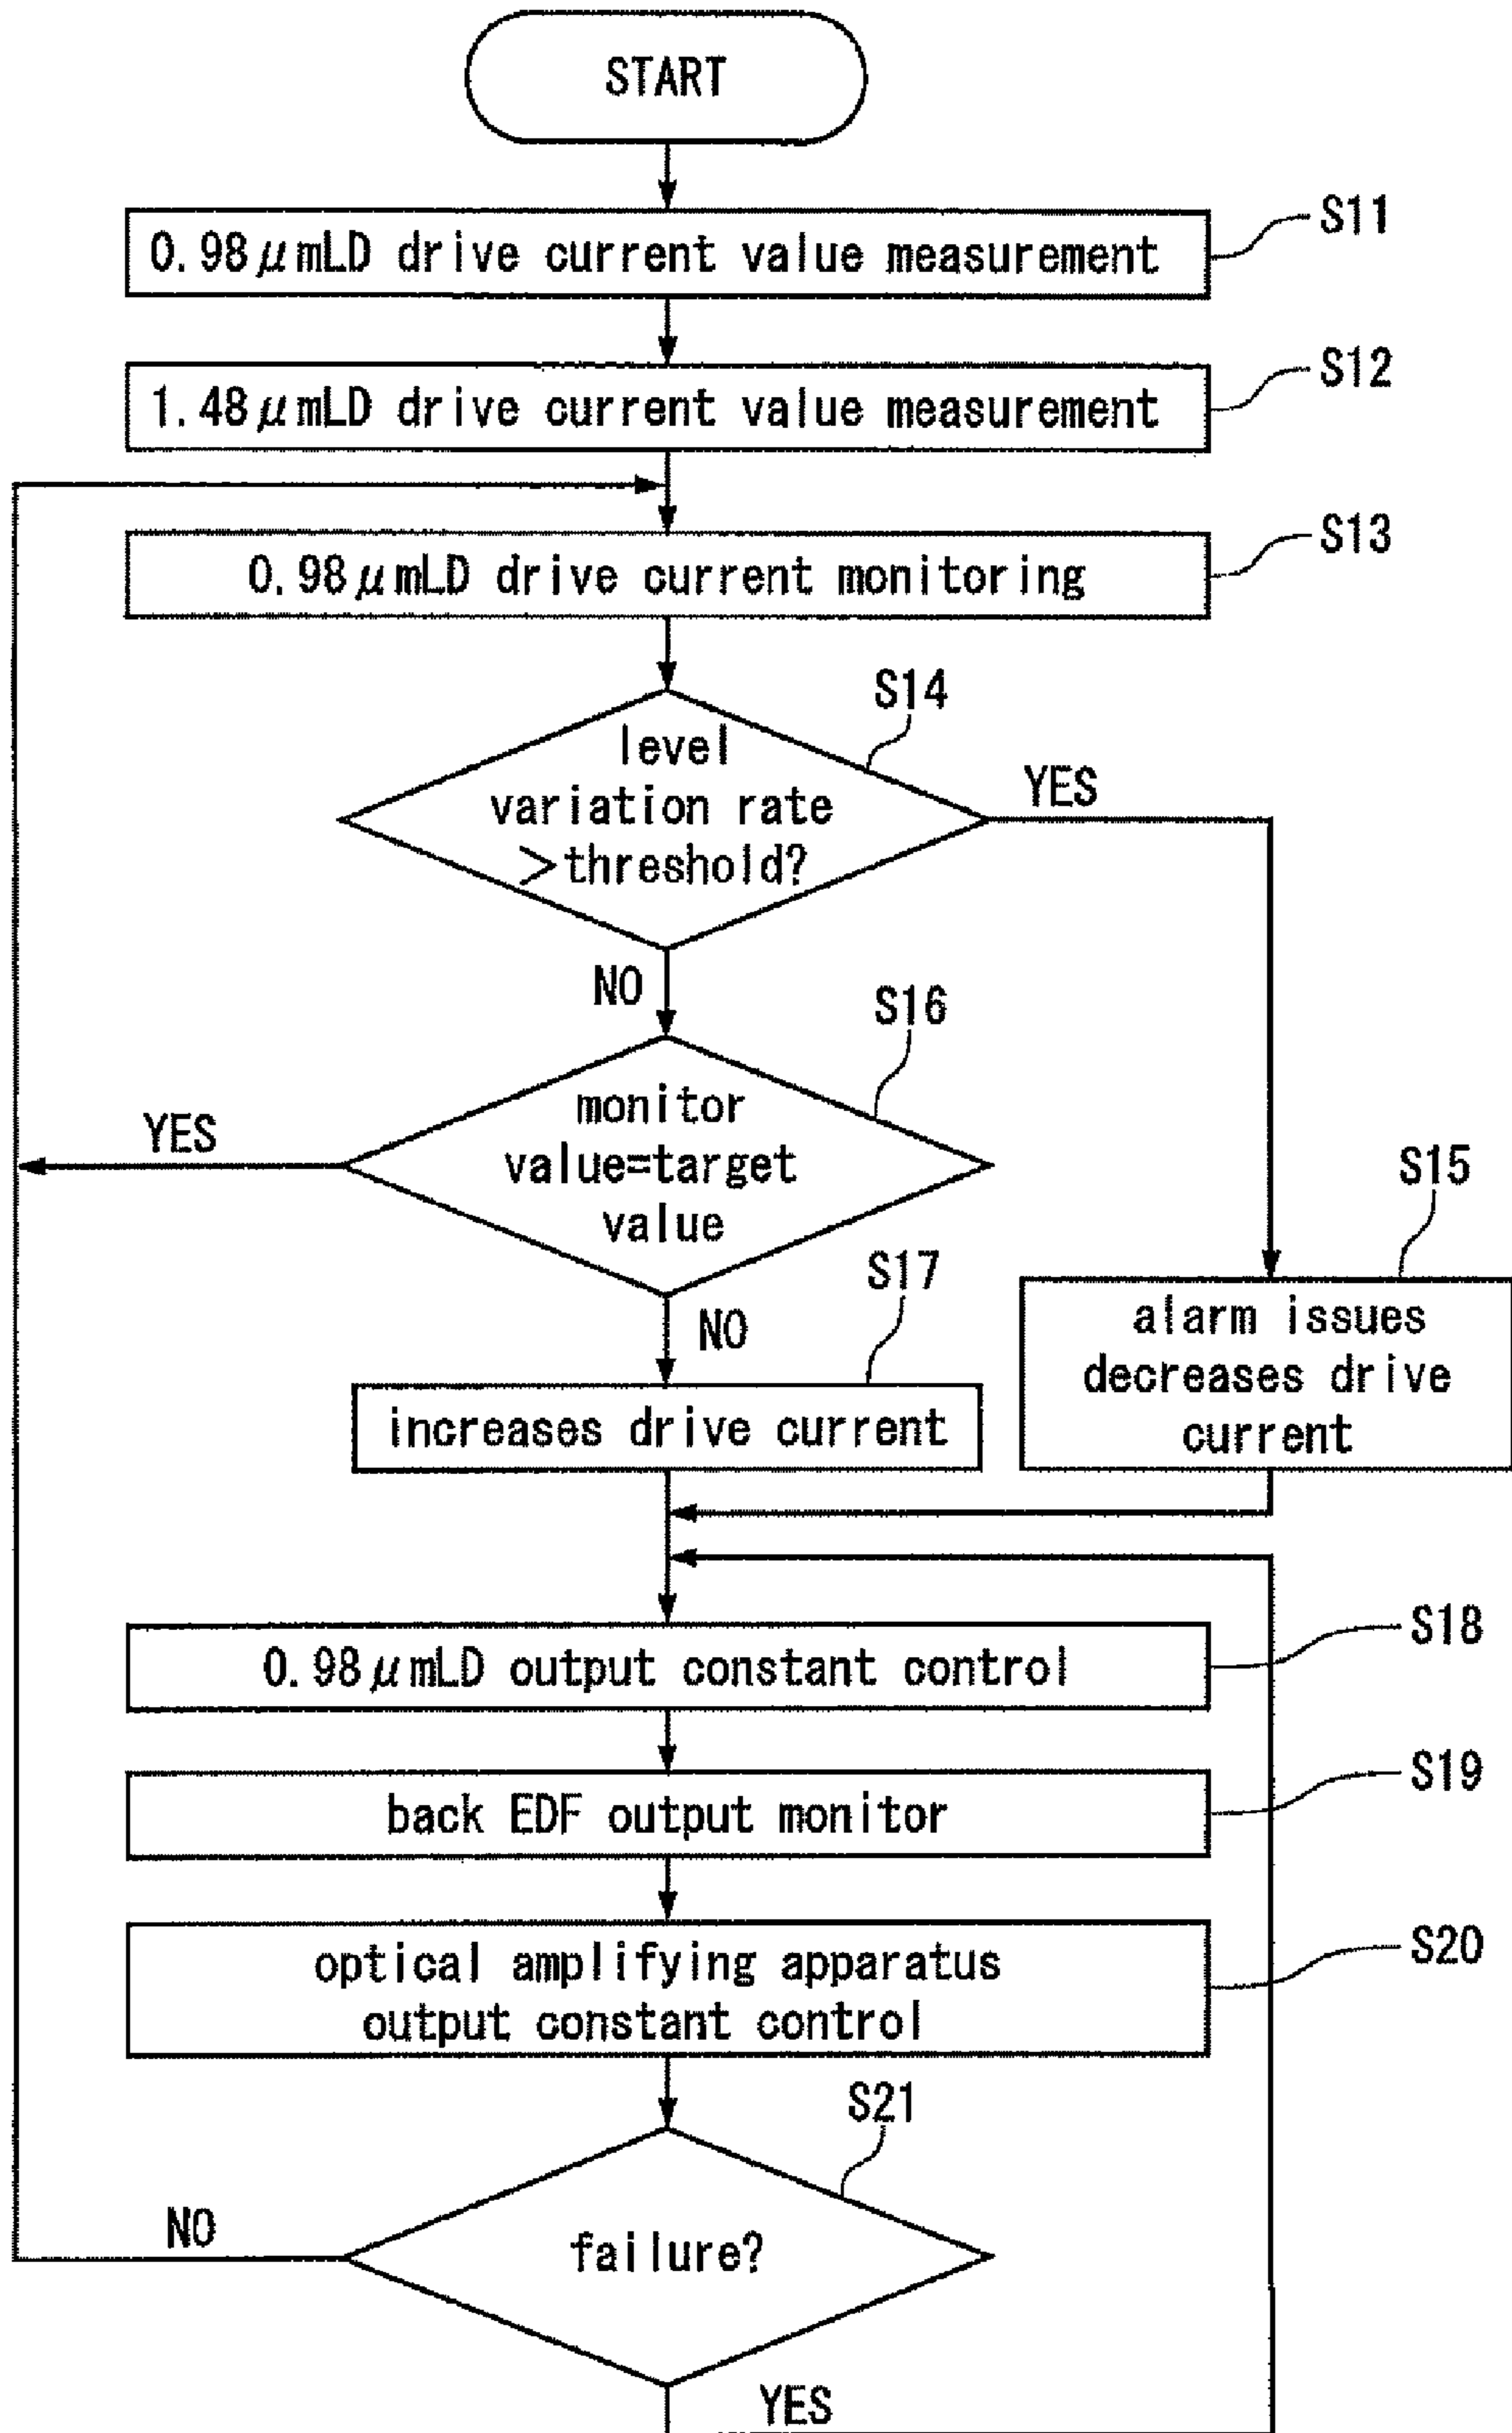 START
0.98μmLD drive current value measurement
S11
1.48μmLD drive current value measurement
S12
0.98μmLD drive current monitoring
S13
S14
level
variation rate
>threshold?
YES
NO
S16
monitor
value=target
value
YES
NO
S17
increases drive current
S15
alarm issues
decreases drive
current
0.98μmLD output constant control
S18
back EDF output monitor
S19
optical amplifying apparatus
output constant control
S20
S21
failure?
NO
YES